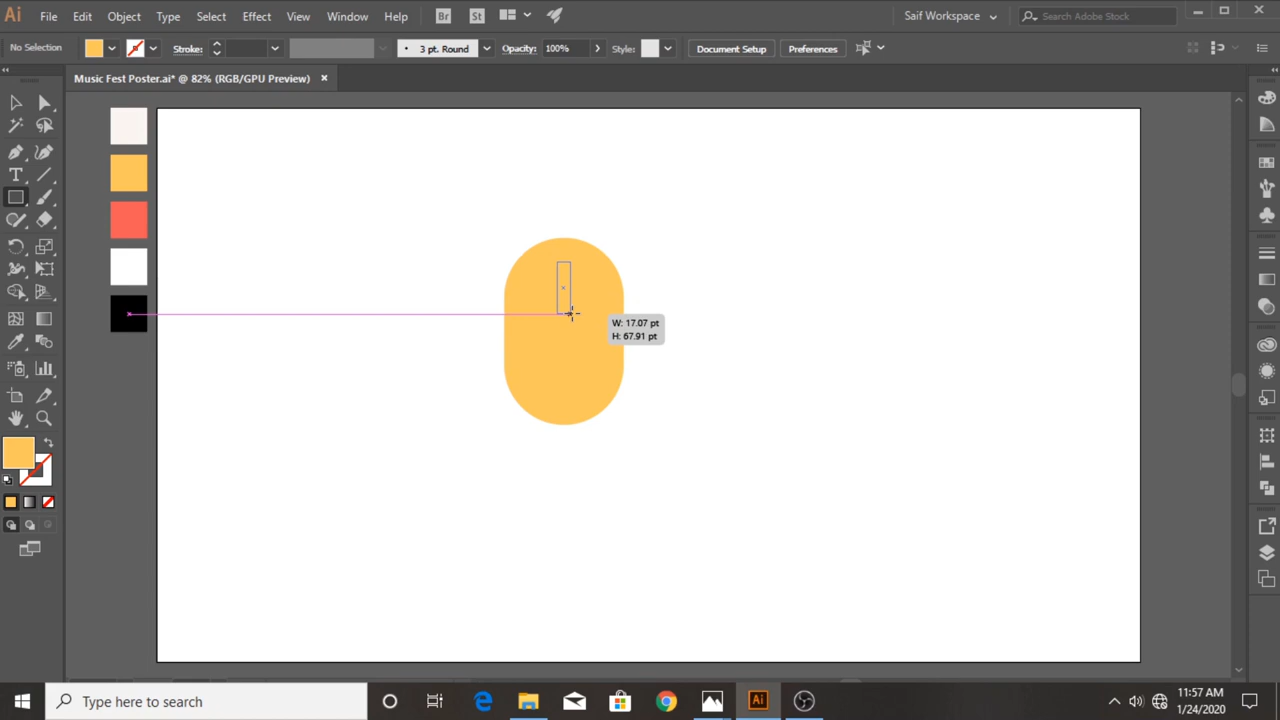 Ai File Edit Object Type Select Effect View Window Help Br St Saif Workspace Search Adobe Stock
No Selection Stroke: 3 pt. Round Opacity: 100% Style: Document Setup Preferences
Music Fest Poster.ai* @ 82% (RGB/GPU Preview)
T
W: 17.07 pt
H: 67.91 pt
Type here to search Ai 11:57 AM
1/24/2020